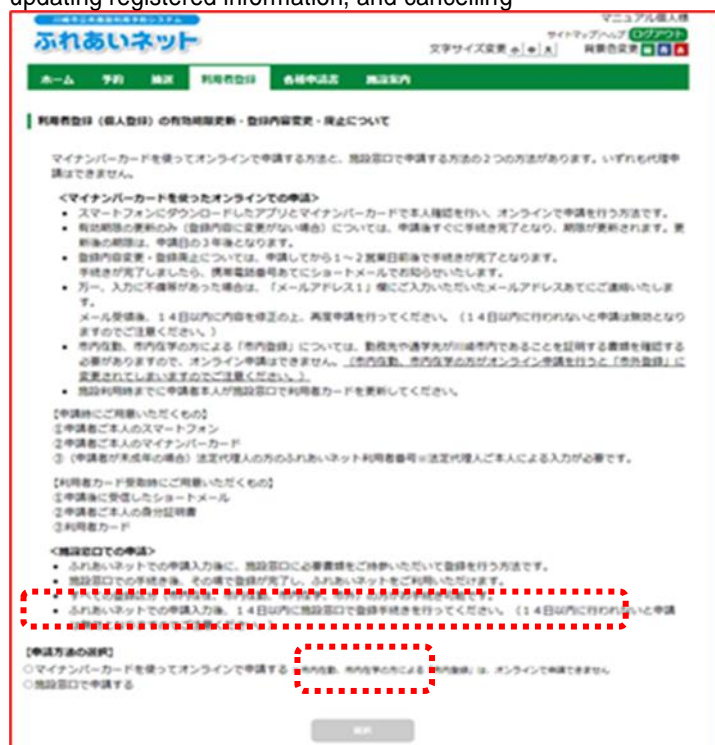 updating registered information, and cancelling
川崎市公共施設利用予約システム
ふれあいネット
マニュアル個人様
サイトマップ/ヘルプ ログアウト
文字サイズ変更 小 中 大 背景色変更
ホーム 予約 抽選 利用者登録 各種申請書 施設案内
利用者登録（個人登録）の有効期限更新・登録内容変更・廃止について
マイナンバーカードを使ってオンラインで申請する方法と、施設窓口で申請する方法の2つの方法があります。いずれも代理申
請はできません。
＜マイナンバーカードを使ったオンラインでの申請＞
• スマートフォンにダウンロードしたアプリとマイナンバーカードで本人確認を行い、オンラインで申請を行う方法です。
• 有効期限の更新のみ（登録内容に変更がない場合）については、申請後すぐに手続き完了となり、期限が更新されます。更
新後の期限は、申請日の３年後となります。
• 登録内容変更・登録廃止については、申請してから１～２営業日前後で手続きが完了となります。
手続きが完了しましたら、携帯電話番号あてにショートメールでお知らせいたします。
• 万一、入力に不備等があった場合は、「メールアドレス１」欄にご入力いただいたメールアドレスあてにご連絡いたしま
す。
メール受領後、１４日以内に内容を修正の上、再度申請を行ってください。（１４日以内に行われないと申請は無効となり
ますのでご注意ください。）
• 市内在勤、市内在学の方による「市内登録」については、勤務先や通学先が川崎市内であることを証明する書類を確認する
必要がありますので、オンライン申請はできません。（市内在勤、市内在学の方がオンライン申請を行うと「市外登録」に
変更されてしまいますのでご注意ください。）
• 施設利用時までに申請者本人が施設窓口で利用者カードを更新してください。
【申請時にご用意いただくもの】
①申請者ご本人のスマートフォン
②申請者ご本人のマイナンバーカード
③（申請者が未成年の場合）法定代理人の方のふれあいネット利用者番号※法定代理人ご本人による入力が必要です。
【利用者カード受取時にご用意いただくもの】
①申請後に受信したショートメール
②申請者ご本人の身分証明書
③利用者カード
＜施設窓口での申請＞
• ふれあいネットでの申請入力後に、施設窓口に必要書類をご持参いただいて登録を行う方法です。
• 施設窓口での手続き後、その場で登録が完了し、ふれあいネットをご利用いただけます。
• ふれあいネットでの申請入力後、１４日以内に施設窓口で登録手続きを行ってください。（１４日以内に行われないと申請
【申請方法の選択】
○マイナンバーカードを使ってオンラインで申請する ※市内在勤、市内在学の方による「市内登録」は、オンラインで申請できません
○施設窓口で申請する